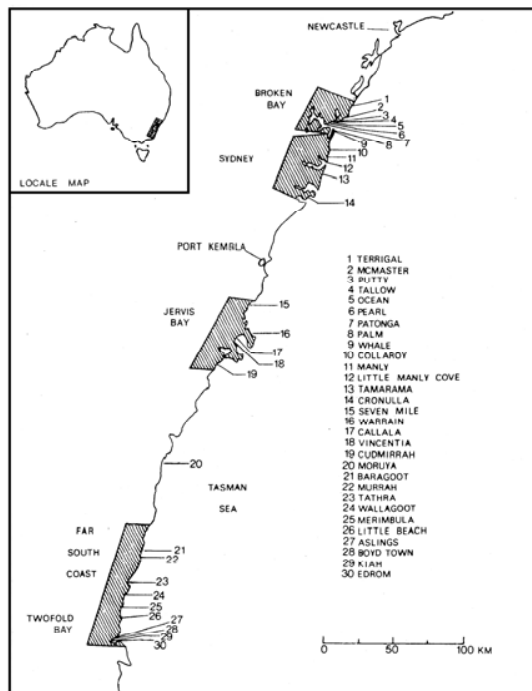 NEWCASTLE
BROKEN
BAY
1
2
3
4
5
6
7
8
9
10
SYDNEY
11
12
13
14
LOCALE MAP
PORT KEMBLA
1 TERRIGAL
2 MCMASTER
3 PUTTY
4 TALLOW
5 OCEAN
6 PEARL
7 PATONGA
8 PALM
9 WHALE
10 COLLAROY
11 MANLY
12 LITTLE MANLY COVE
13 TAMARAMA
14 CRONULLA
15 SEVEN MILE
16 WARRAIN
17 CALLALA
18 VINCENTIA
19 CUDMIRRAH
20 MORUYA
21 BARAGOOT
22 MURRAH
23 TATHRA
24 WALLAGOOT
25 MERIMBULA
26 LITTLE BEACH
27 ASLINGS
28 BOYD TOWN
29 KIAH
30 EDROM
JERVIS
BAY
15
16
17
18
19
20
TASMAN
SEA
FAR
SOUTH
COAST
21
22
23
24
25
26
TWOFOLD
BAY
27
28
29
30
0 50 100
KM